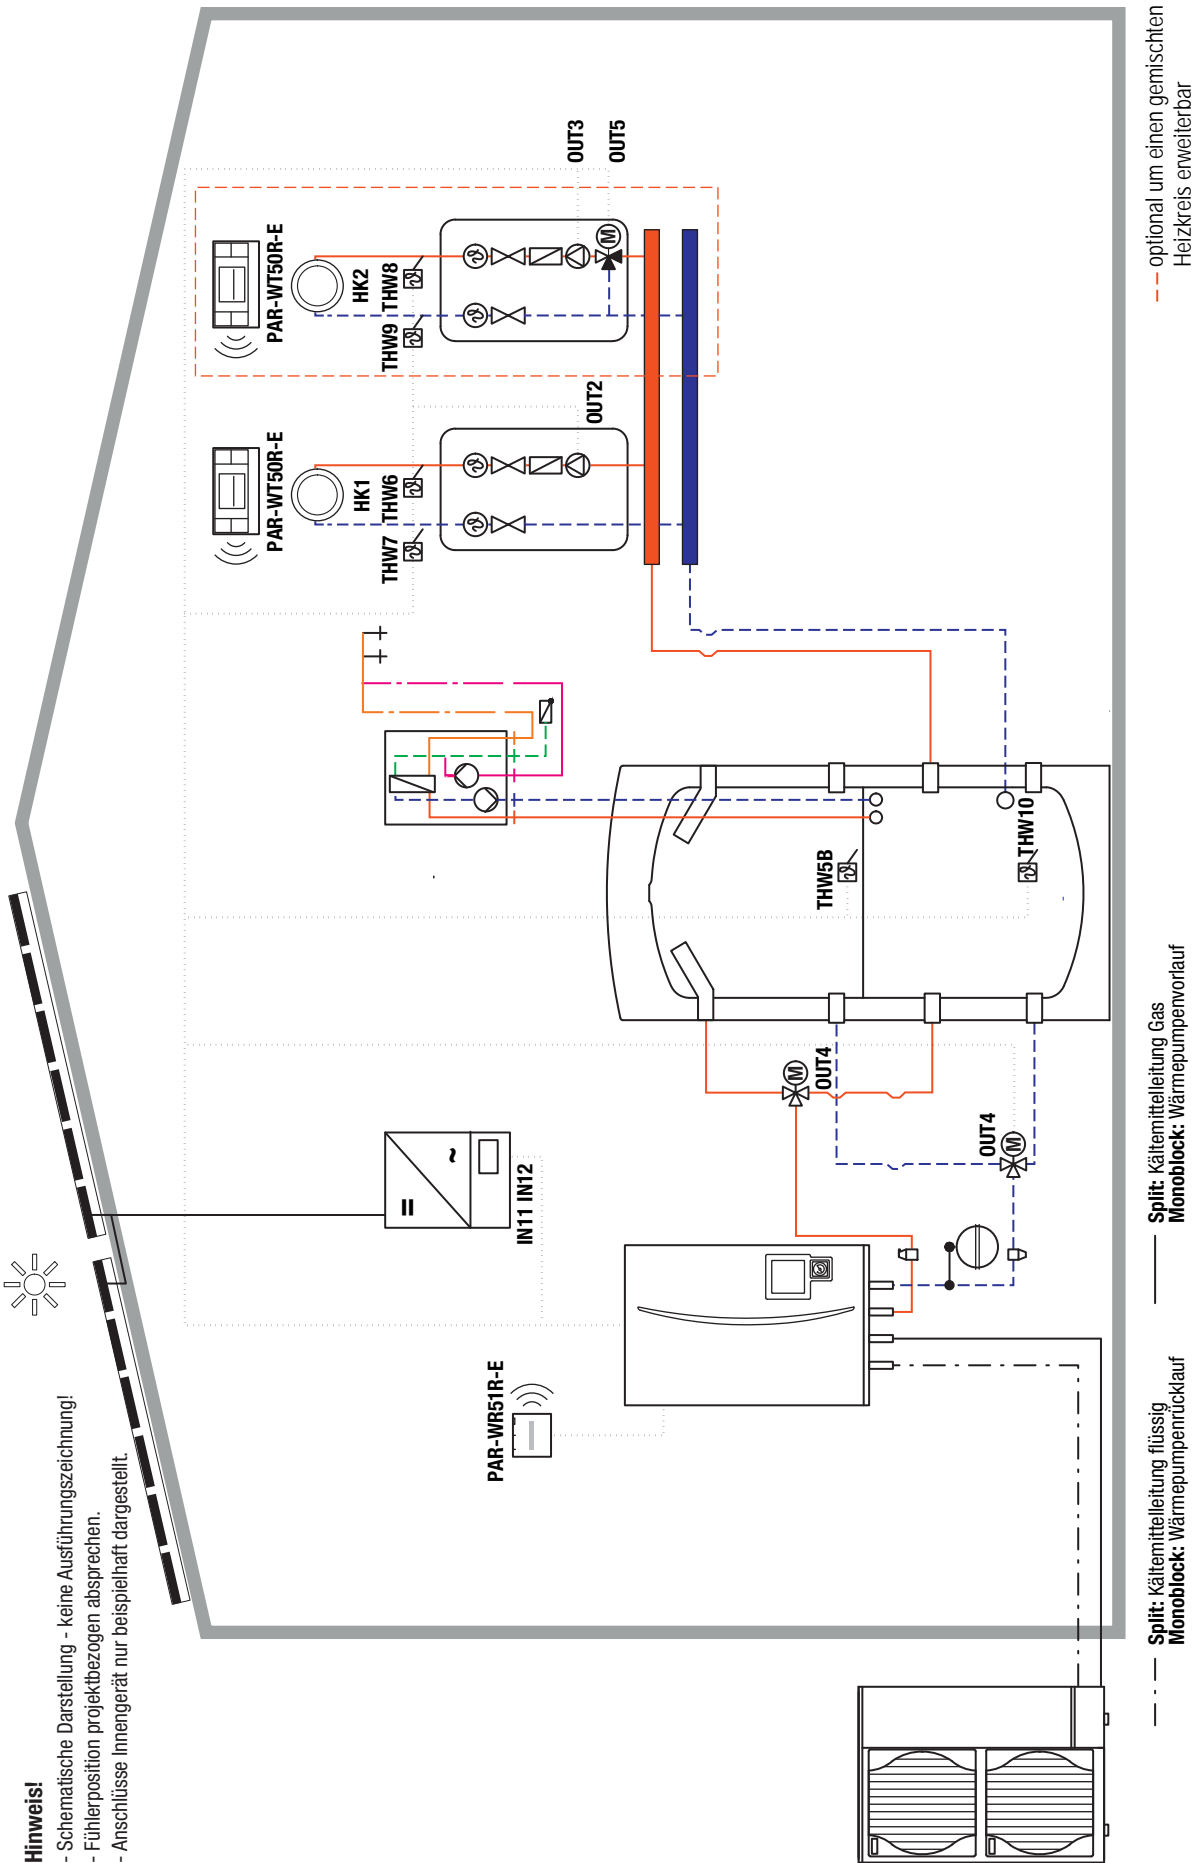 Hinweis!
- Schematische Darstellung - keine Ausführungszeichnung!
- Fühlerposition projektbezogen absprechen.
- Anschlüsse Innengerät nur beispielhaft dargestellt.
PAR-WR51R-E
IN11 IN12
=
~
PAR-WT50R-E
HK1
THW7
THW6
OUT2
PAR-WT50R-E
HK2
THW9
THW8
OUT3
OUT5
M
M
OUT4
M
OUT4
THW5B
THW10
Split: Kältemittelleitung flüssig
Monoblock: Wärmepumpenrücklauf
Split: Kältemittelleitung Gas
Monoblock: Wärmepumpenvorlauf
optional um einen gemischten
Heizkreis erweiterbar